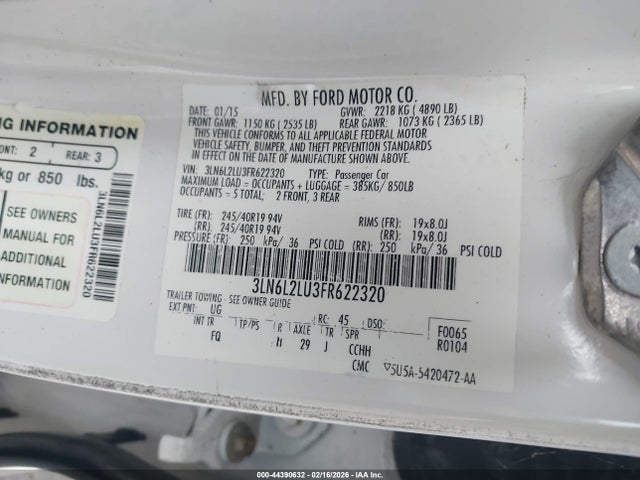 MFD. BY FORD MOTOR CO.
DATE: 01/15 GVWR: 2218 KG ( 4890 LB)
FRONT GAWR: 1150 KG ( 2535 LB) REAR GAWR: 1073 KG ( 2365 LB)
THIS VEHICLE CONFORMS TO ALL APPLICABLE FEDERAL MOTOR
VEHICLE SAFETY, BUMPER, AND THEFT PREVENTION STANDARDS
IN EFFECT ON THE DATE OF MANUFACTURE SHOWN ABOVE.
VIN: 3LN6L2LU3FR622320 TYPE: Passenger Car
MAXIMUM LOAD = OCCUPANTS + LUGGAGE = 385KG/ 850LB
OCCUPANTS = 5 TOTAL: 2 FRONT, 3 REAR
TIRE (FR): 245/40R19 94V RIMS (FR): 19x8.0J
(RR): 245/40R19 94V (RR): 19x8.0J
PRESSURE (FR): 250 kPa/ 36 PSI COLD (RR): 250 kPa/ 36 PSI COLD
3LN6L2LU3FR622320
TRAILER TOWING - SEE OWNER GUIDE
EXT PNT: UG RC: 45 DSO: F0065
R0104
INT TR TP/PS R AXLE TR SPR
FQ 29 J CCHH
CMC 5U5A-5420472-AA
NG INFORMATION
ONT: 2 REAR: 3
kg or 850 lbs.
SEE OWNERS
MANUAL FOR
ADDITIONAL
INFORMATION
3LN6L2LU3FR622320
000-44390632 - 02/16/2026 - IAA, Inc.